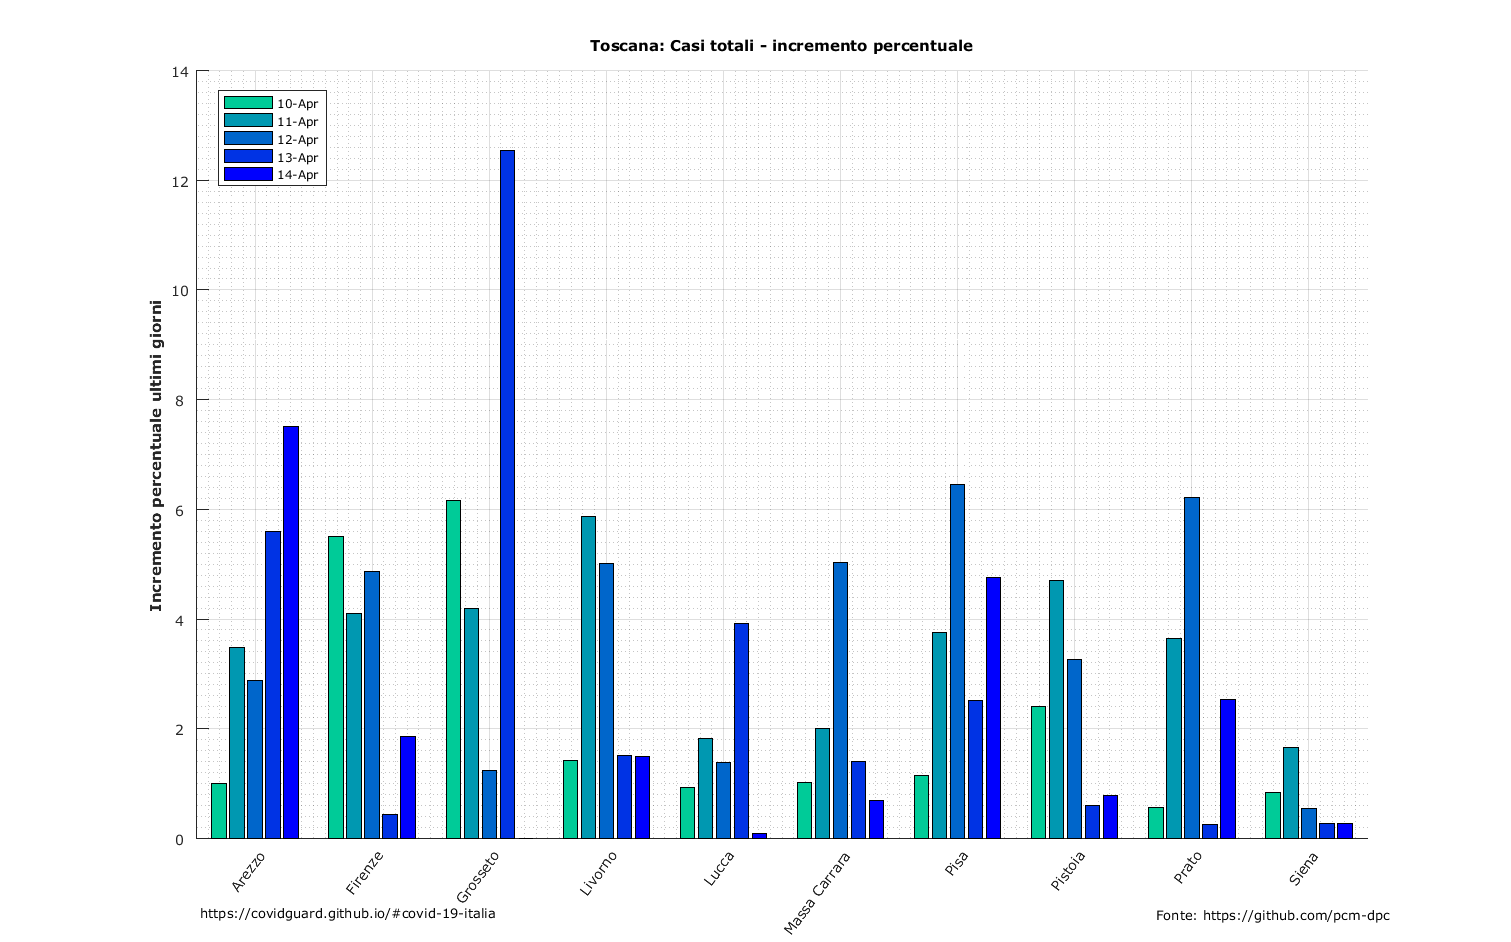 Toscana: Casi totali - incremento percentuale
Incremento percentuale ultimi giorni
14
12
10
8
6
4
2
0
10-Apr
11-Apr
12-Apr
13-Apr
14-Apr
Arezzo
Firenze
Grosseto
Livorno
Lucca
Massa Carrara
Pisa
Pistoia
Prato
Siena
https://covidguard.github.io/#covid-19-italia
Fonte: https://github.com/pcm-dpc